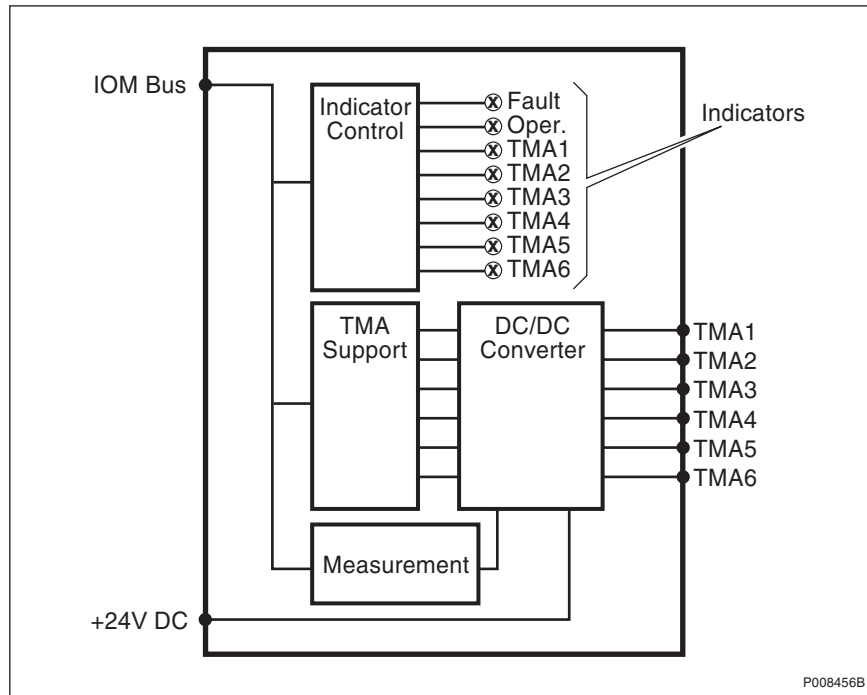 IOM Bus
Indicator
Control
Fault
Oper.
TMA1
TMA2
TMA3
TMA4
TMA5
TMA6
Indicators
TMA
Support
DC/DC
Converter
TMA1
TMA2
TMA3
TMA4
TMA5
TMA6
Measurement
+24V DC
P008456B